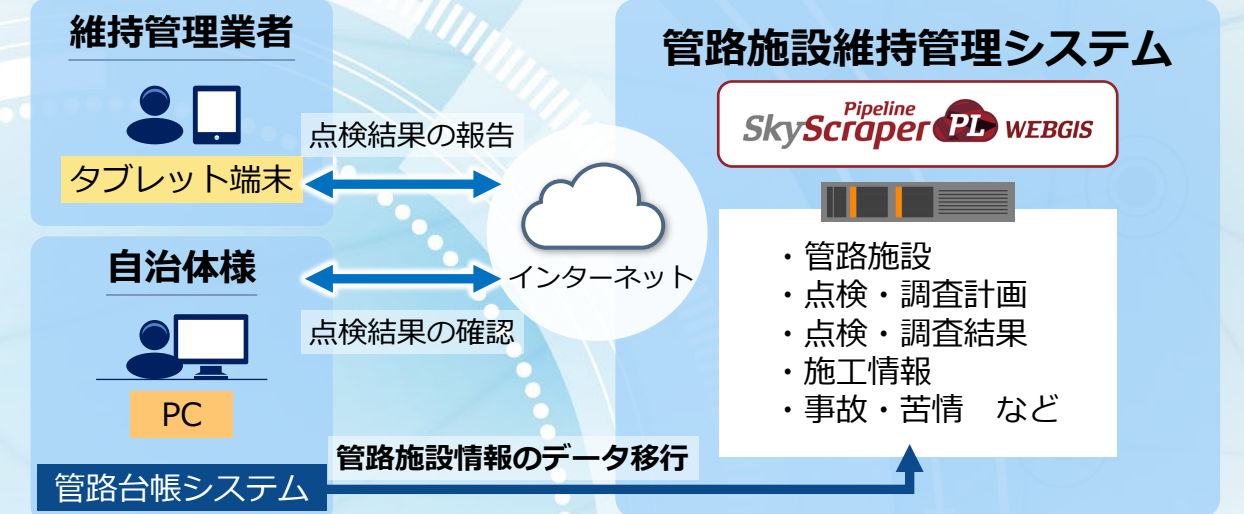 維持管理業者
タブレット端末
点検結果の報告
自治体様
PC
点検結果の確認
インターネット
管路台帳システム
管路施設情報のデータ移行
管路施設維持管理システム
Pipeline
SkyScraper PL WEBGIS
・管路施設
・点検・調査計画
・点検・調査結果
・施工情報
・事故・苦情　など